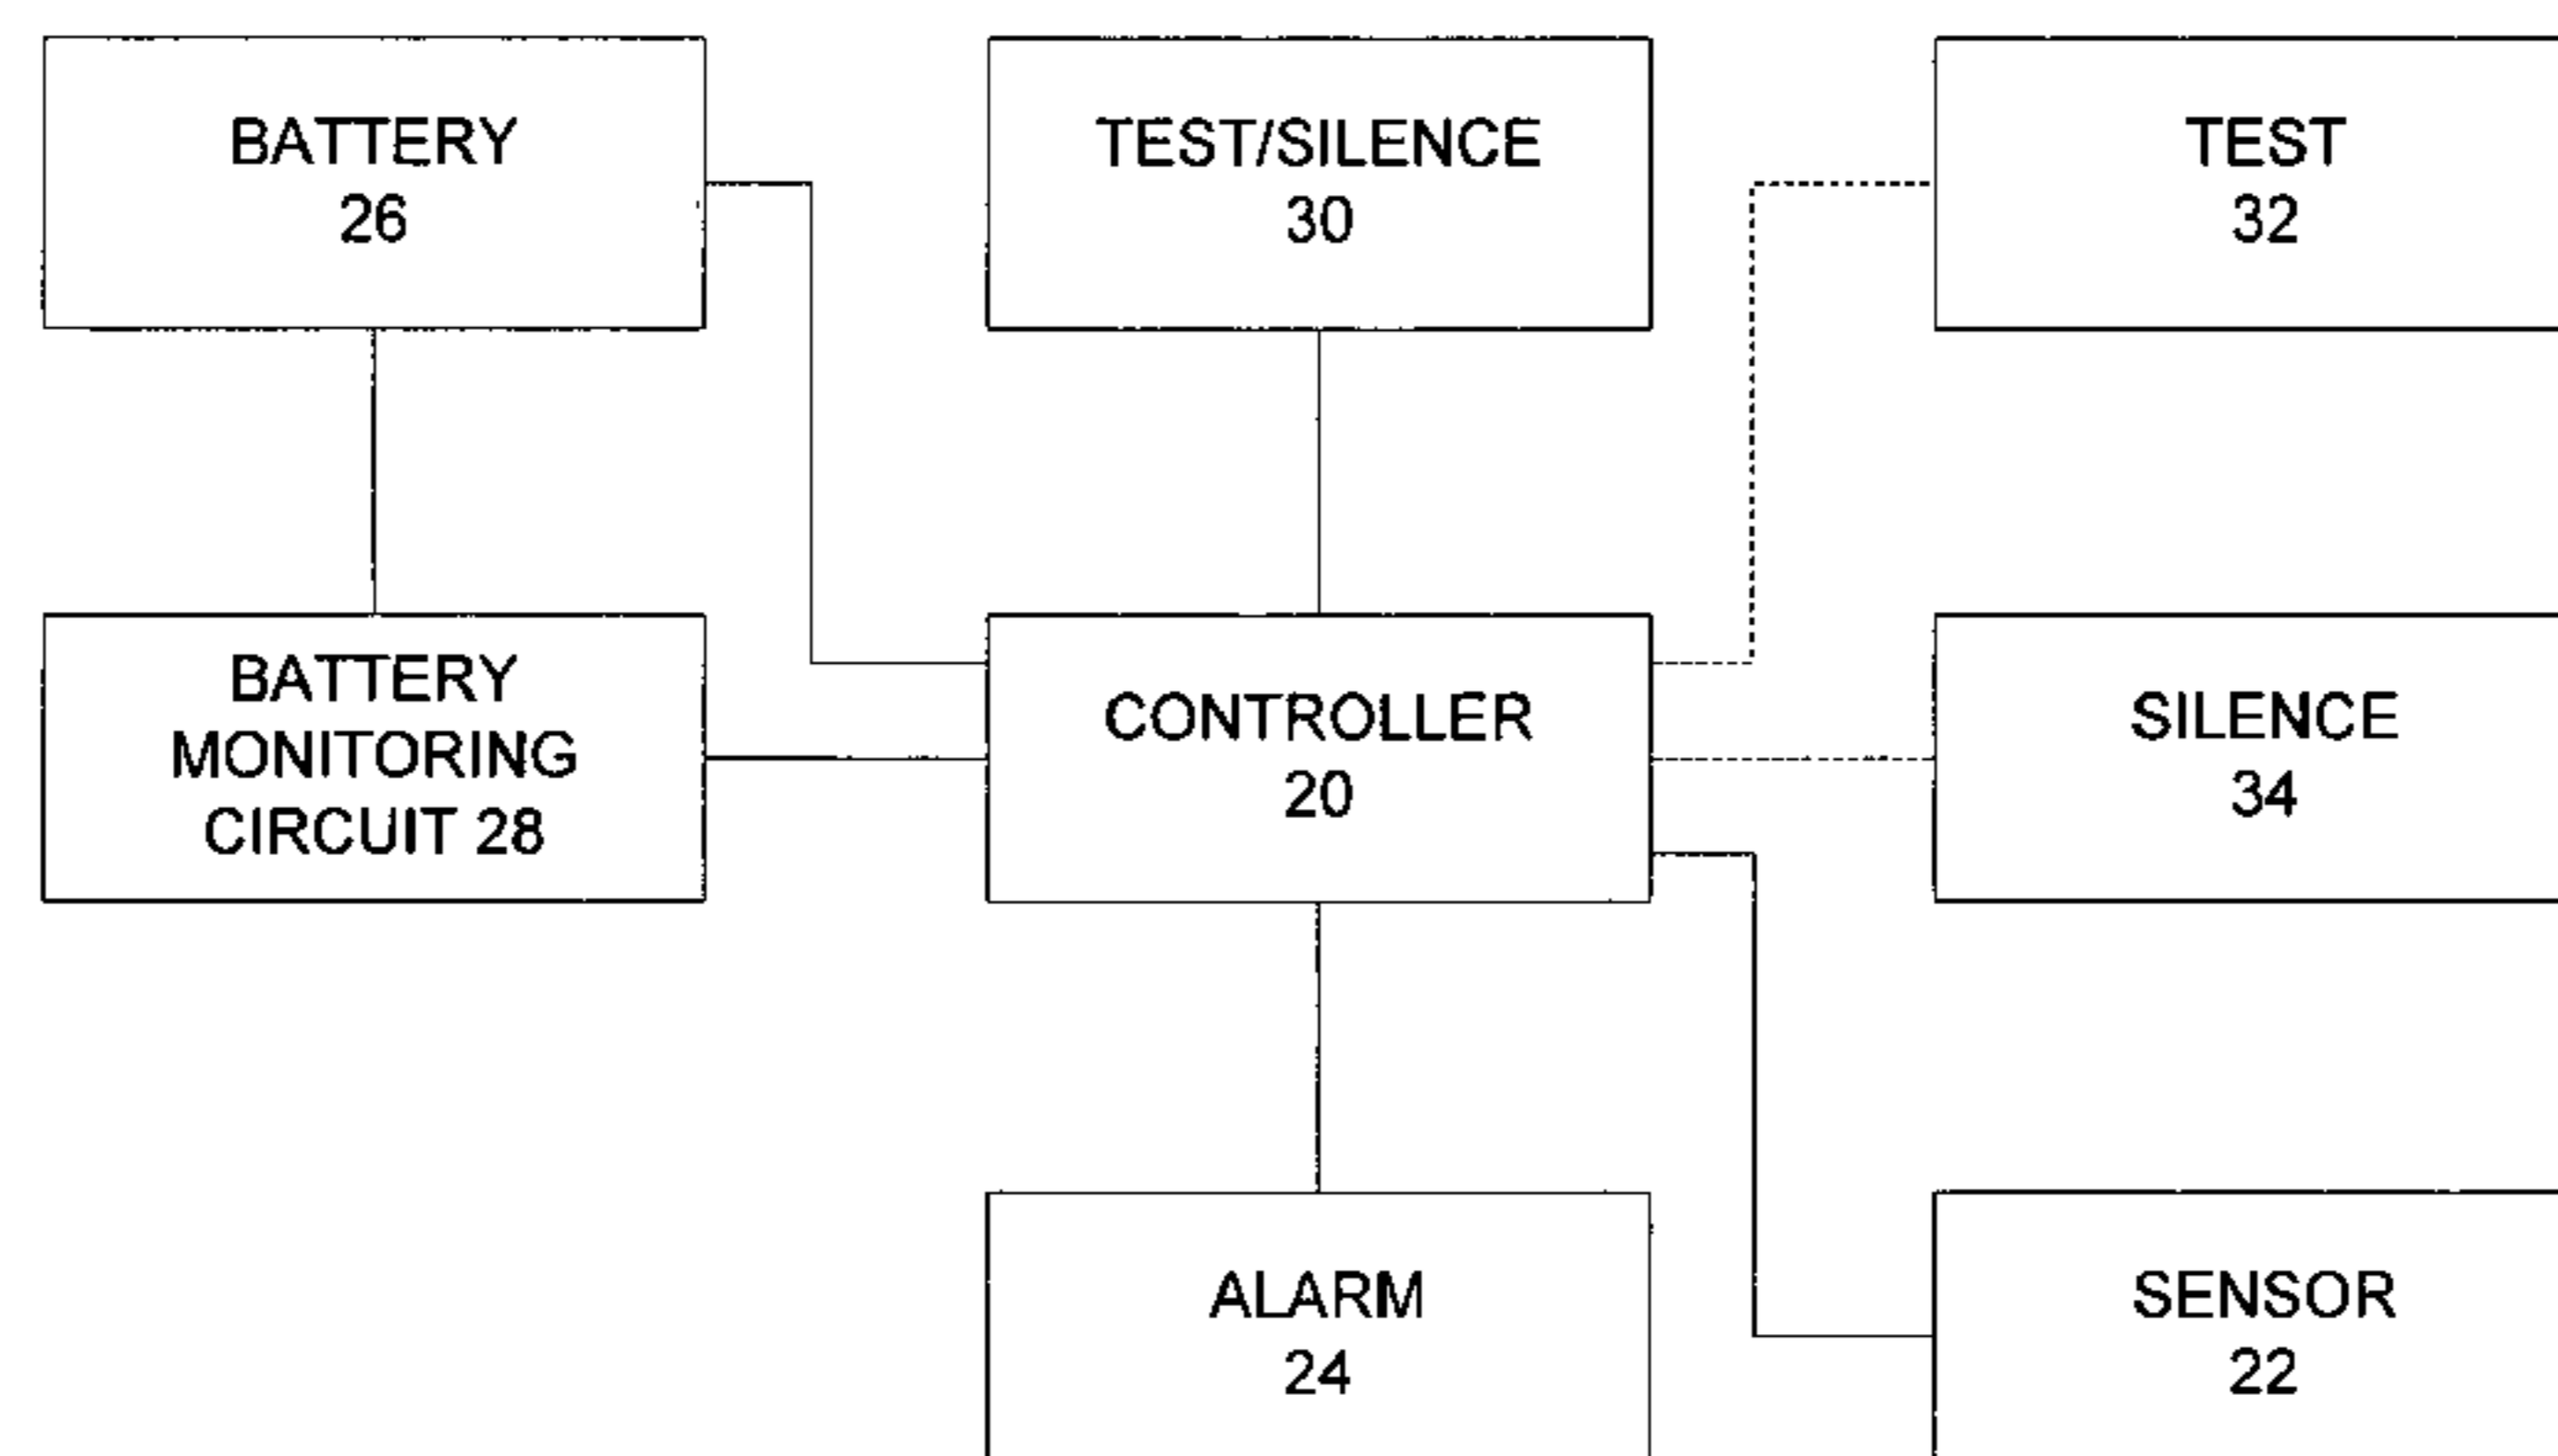 BATTERY
26
TEST/SILENCE
30
TEST
32
BATTERY
MONITORING
CIRCUIT 28
CONTROLLER
20
SILENCE
34
ALARM
24
SENSOR
22